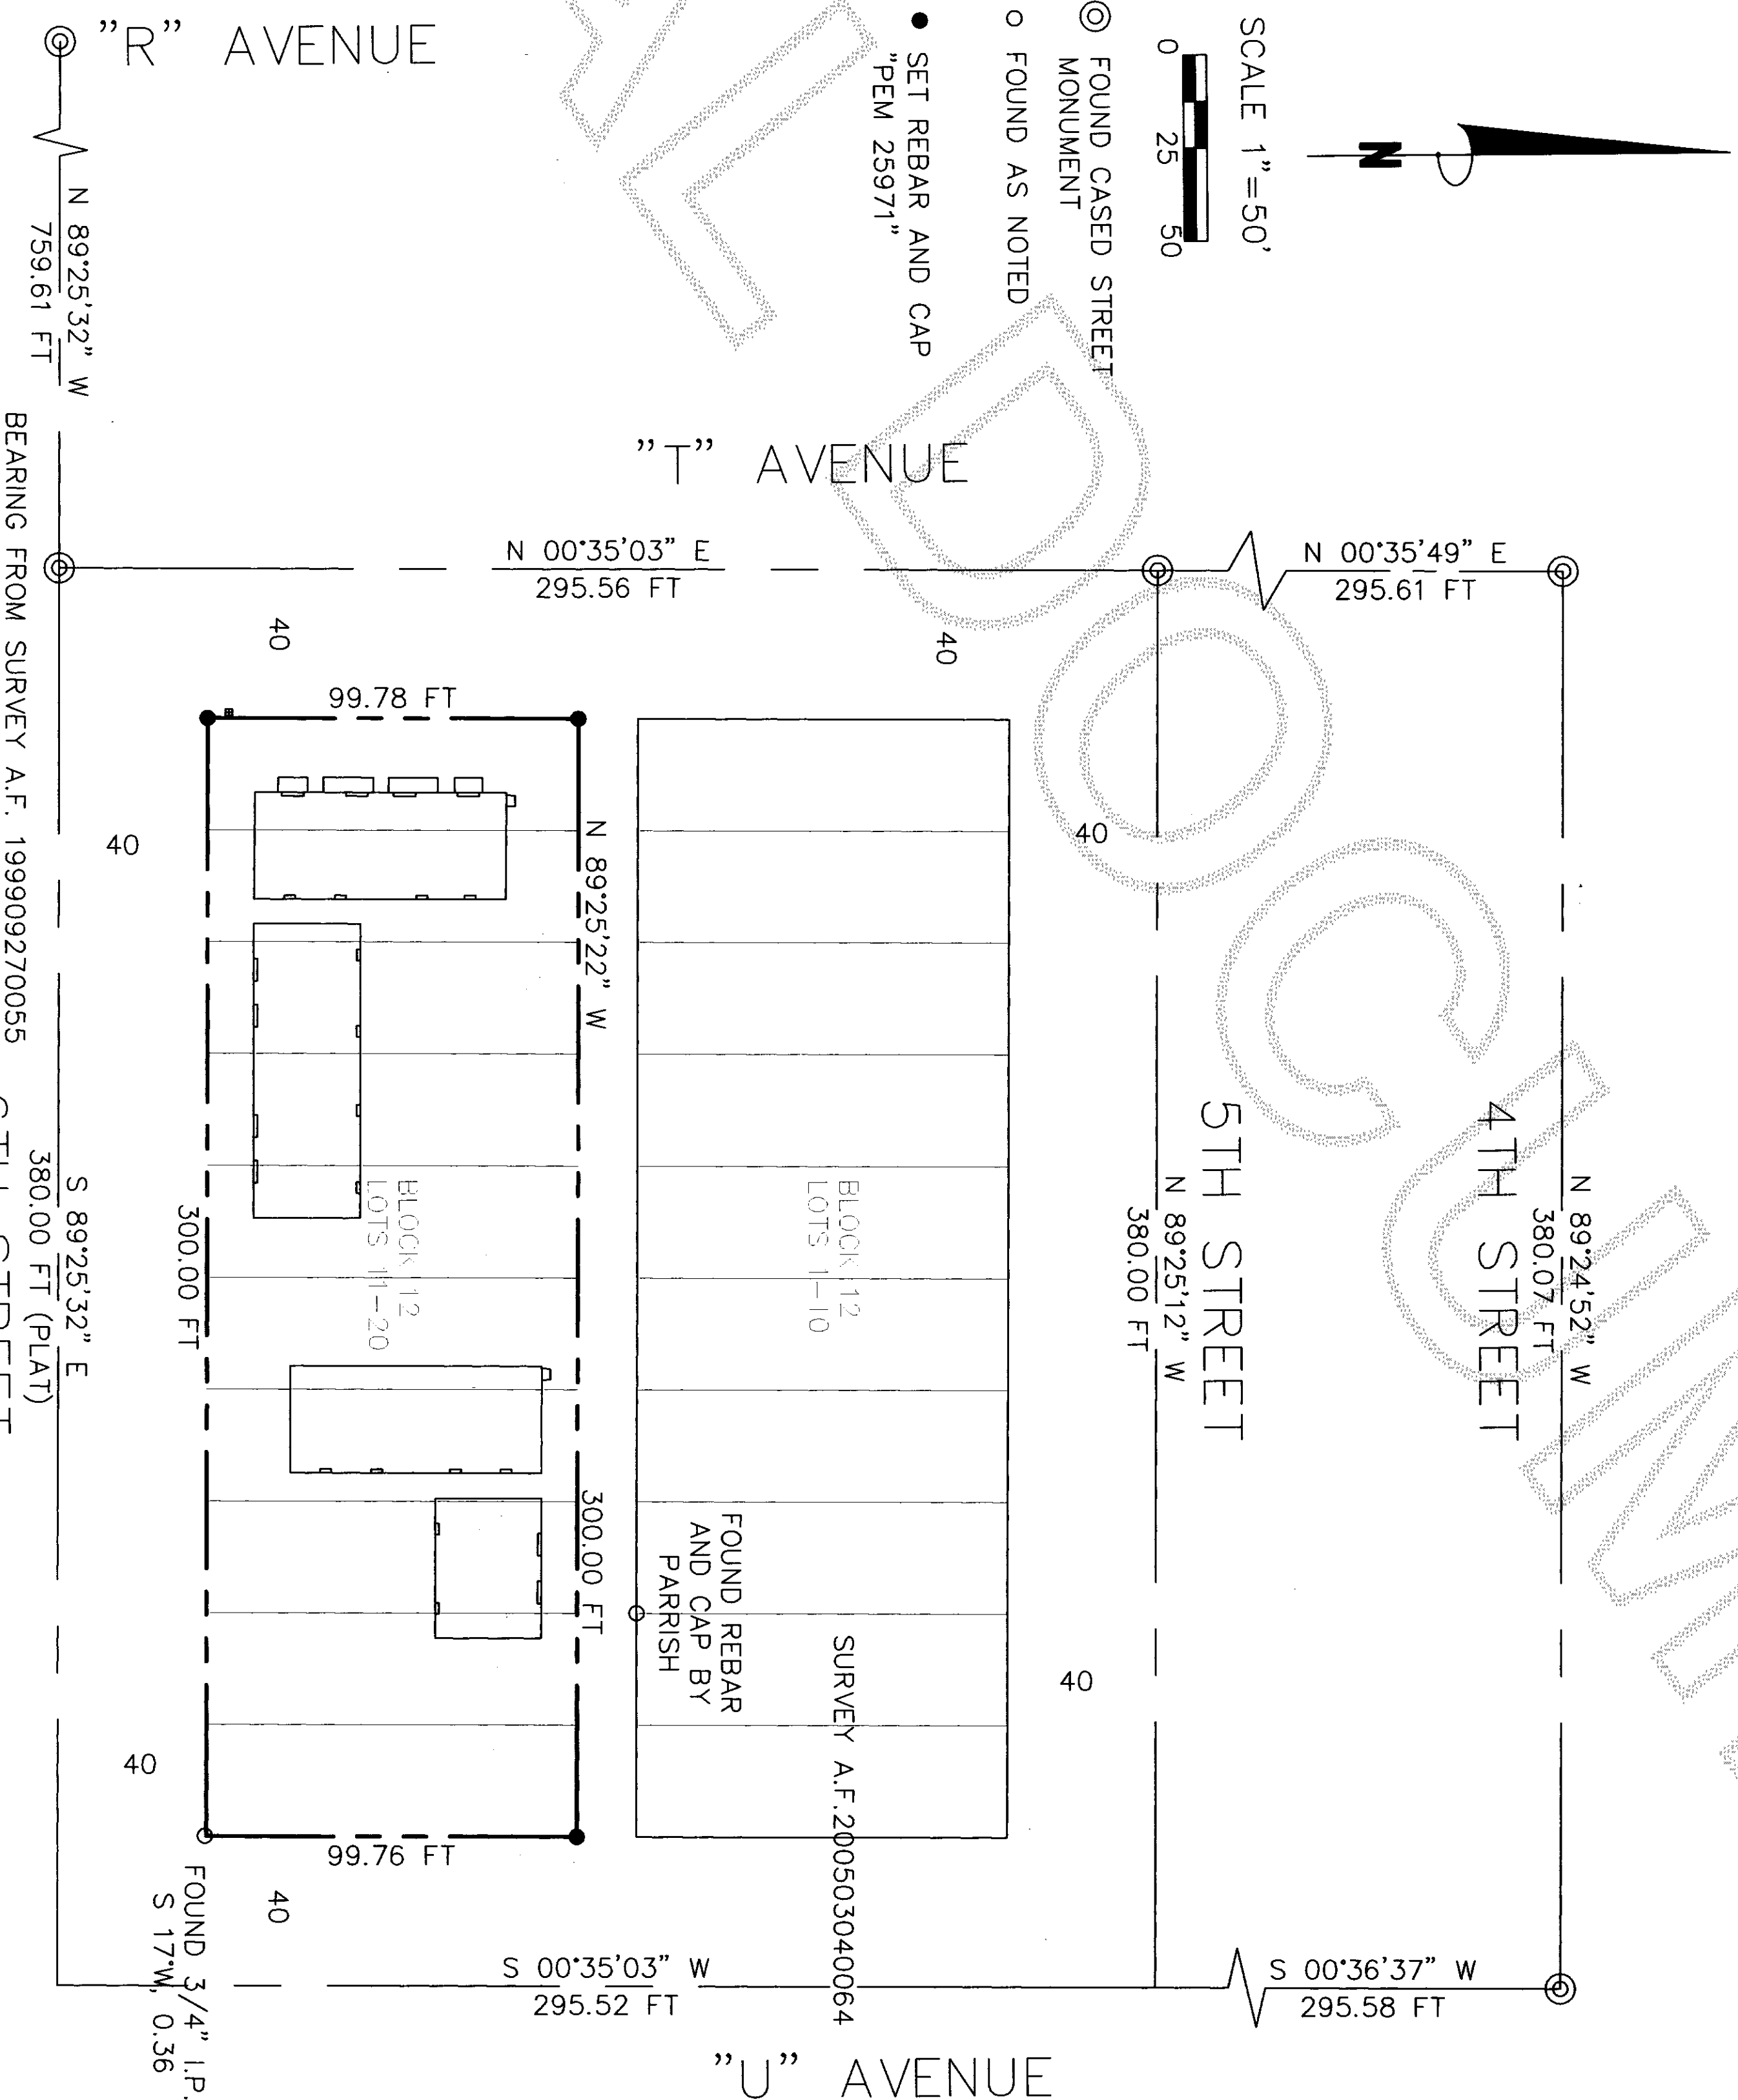 SCALE 1"=50'
0 25 50
N
FOUND CASED STREET
MONUMENT
FOUND AS NOTED
SET REBAR AND CAP
"PEM 25971"
"R" AVENUE
N 89°25'32" W
759.61 FT
BEARING FROM SURVEY A.F. 199909270055
"T" AVENUE
N 00°35'03" E
295.56 FT
N 00°35'49" E
295.61 FT
40
40
N 89°24'52" W
380.07 FT
4TH STREET
5TH STREET
N 89°25'12" W
380.00 FT
40
40
BLOCK 12
LOTS 1-10
SURVEY A.F.200503040064
FOUND REBAR
AND CAP BY
PARRISH
99.78 FT
N 89°25'22" W
300.00 FT
BLOCK 12
LOTS 11-20
300.00 FT
99.76 FT
40
40
40
S 89°25'32" E
380.00 FT (PLAT)
STREET
FOUND 3/4" I.P.
S 17°W, 0.36
S 00°35'03" W
295.52 FT
S 00°36'37" W
295.58 FT
"U" AVENUE